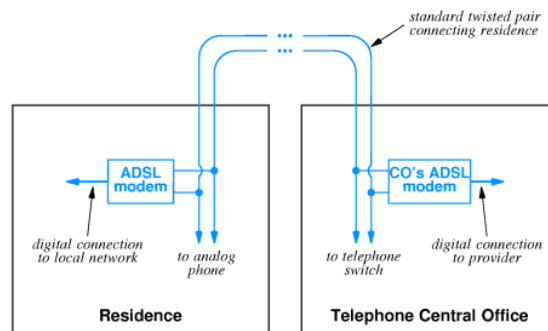 standard twisted pair
connecting residence
ADSL
modem
CO's ADSL
modem
digital connection
to local network
to analog
phone
to telephone
switch
digital connection
to provider
Residence
Telephone Central Office